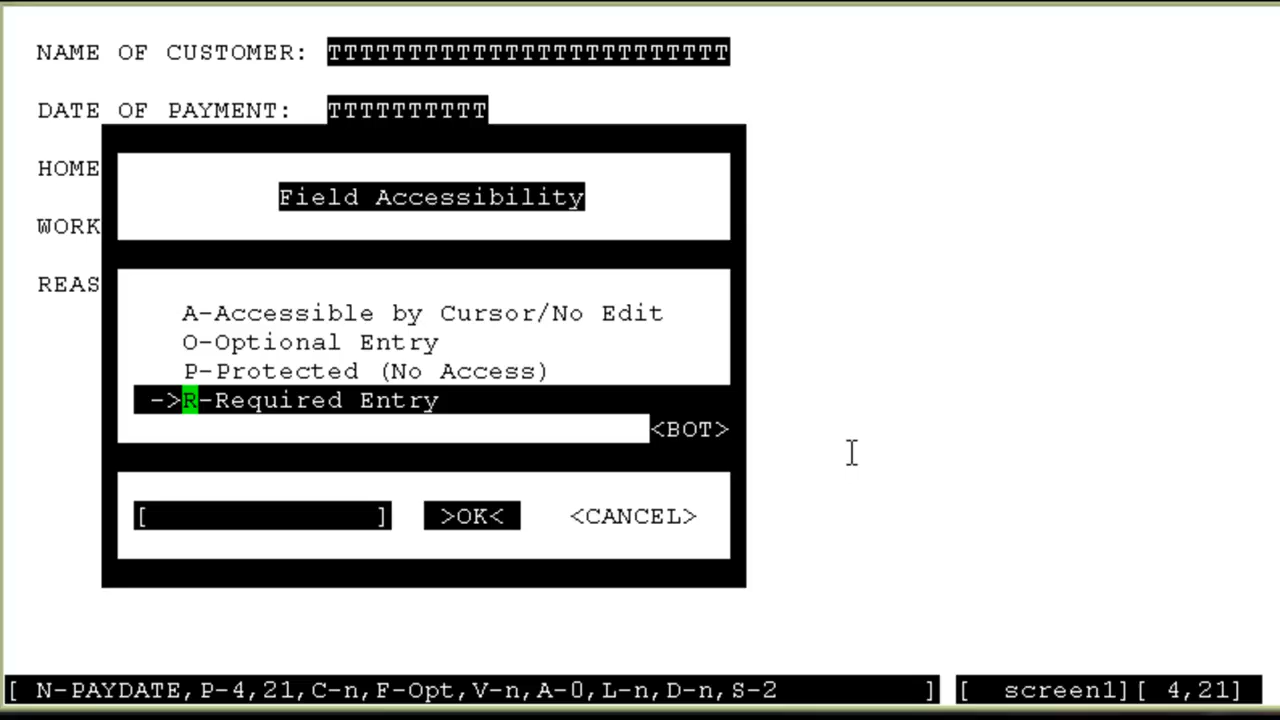 NAME OF CUSTOMER: TTTTTTTTTTTTTTTTTTTTTTTTT
DATE OF PAYMENT: TTTTTTTTTT
HOME
WORK
REAS
Field Accessibility
A-Accessible by Cursor/No Edit
O-Optional Entry
P-Protected (No Access)
->R-Required Entry
<BOT>
[ ] >OK< <CANCEL>
[ N-PAYDATE,P-4,21,C-n,F-Opt,V-n,A-0,L-n,D-n,S-2 ] [ screen1][ 4,21]